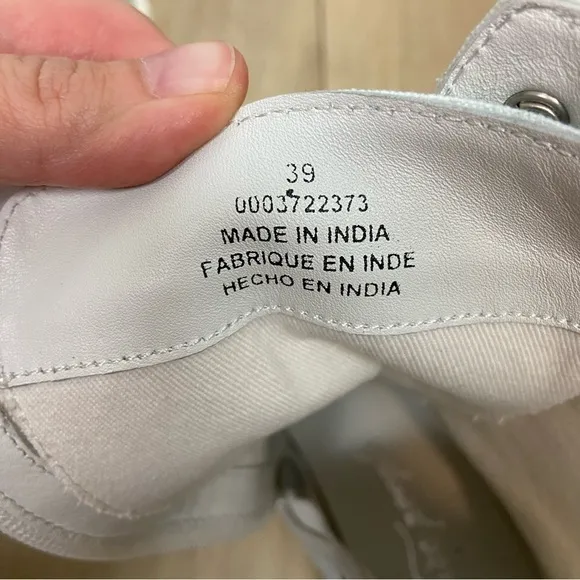 39
0003722373
MADE IN INDIA
FABRIQUE EN INDE
HECHO EN INDIA